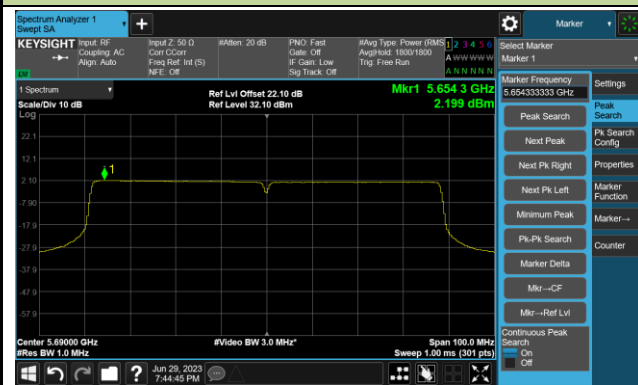 Spectrum Analyzer 1
Swept SA
Marker
KEYSIGHT
Input: RF
Coupling: AC
Align: Auto
Input Z: 50 Ω
Corr CCorr
Freq Ref: Int (S)
NFE: Off
#Atten: 20 dB
PNO: Fast
Gate: Off
IF Gain: Low
Sig Track: Off
#Avg Type: Power (RMS
Avg|Hold: 1800/1800
Trig: Free Run
1 2 3 4 5 6
A W W W W W
A N N N N N
Select Marker
Marker 1
1 Spectrum
Scale/Div 10 dB
Log
Ref Lvl Offset 22.10 dB
Ref Level 32.10 dBm
Mkr1 5.654 3 GHz
2.199 dBm
22.1
12.1
2.10
-7.90
-17.9
-27.9
-37.9
-47.9
-57.9
1
Center 5.69000 GHz
#Res BW 1.0 MHz
#Video BW 3.0 MHz*
Span 100.0 MHz
Sweep 1.00 ms (301 pts)
Marker Frequency
5.654333333 GHz
Peak Search
Next Peak
Next Pk Right
Next Pk Left
Minimum Peak
Pk-Pk Search
Marker Delta
Mkr→CF
Mkr→Ref Lvl
Continuous Peak
Search
On
Off
Settings
Peak
Search
Pk Search
Config
Properties
Marker
Function
Marker→
Counter
Jun 29, 2023
7:44:45 PM